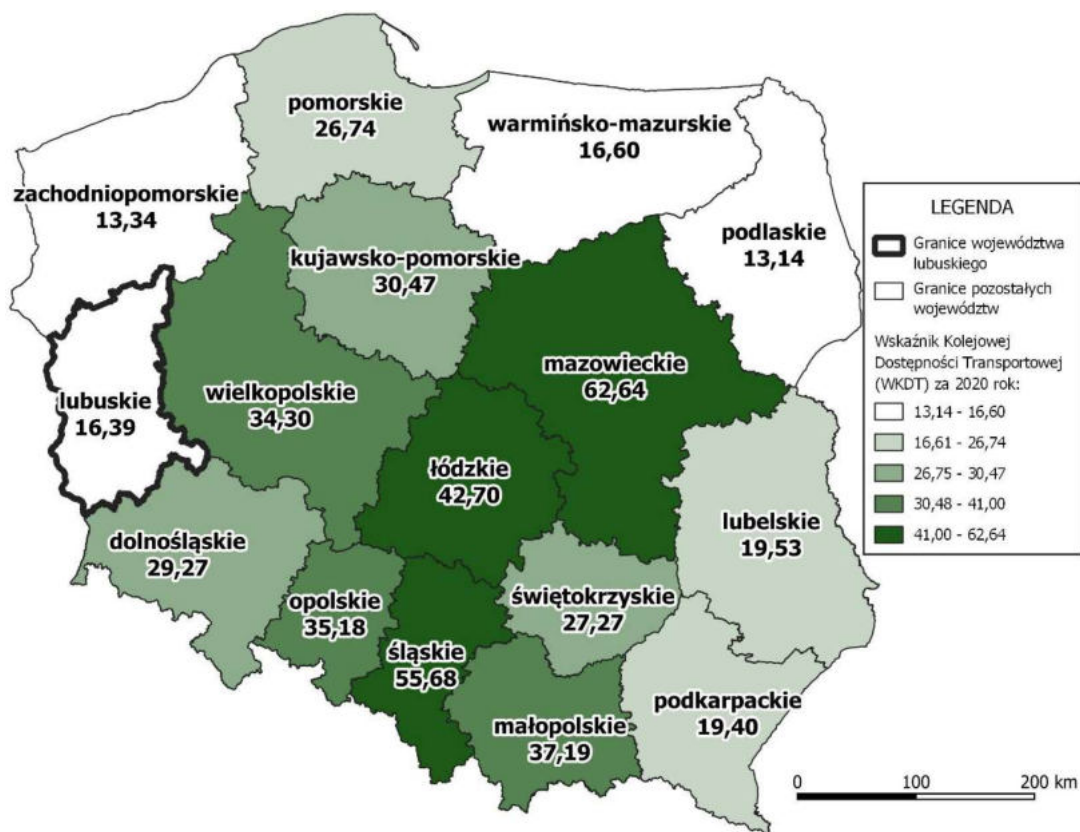 pomorskie
26,74
warmińsko-mazurskie
16,60
zachodniopomorskie
13,34
podlaskie
13,14
kujawsko-pomorskie
30,47
mazowieckie
62,64
lubuskie
16,39
wielkopolskie
34,30
łódzkie
42,70
lubelskie
19,53
dolnośląskie
29,27
opolskie
35,18
świętokrzyskie
27,27
śląskie
55,68
podkarpackie
19,40
małopolskie
37,19
LEGENDA
Granice województwa
lubuskiego
Granice pozostałych
województw
Wskaźnik Kolejowej
Dostępności Transportowej
(WKDT) za 2020 rok:
13,14 - 16,60
16,61 - 26,74
26,75 - 30,47
30,48 - 41,00
41,00 - 62,64
0 100 200 km